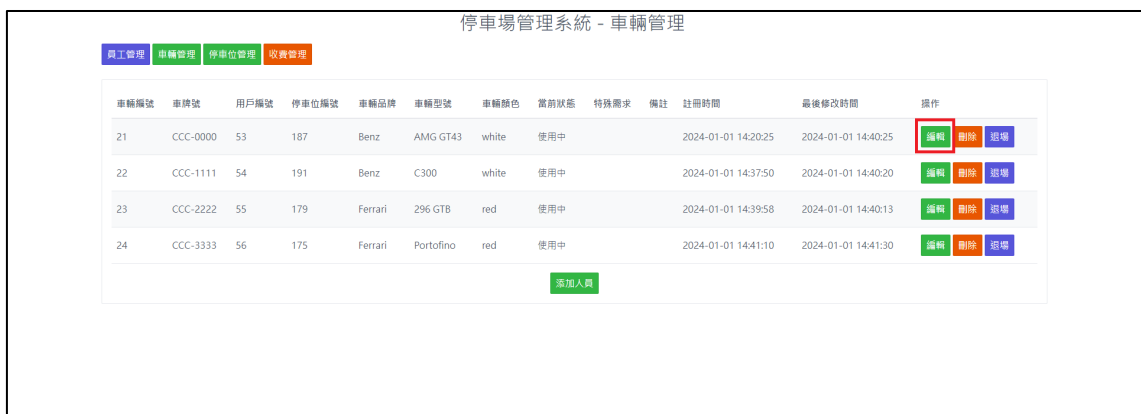 停車場管理系統 - 車輛管理
員工管理 車輛管理 停車位管理 收費管理
車輛編號 車牌號 用戶編號 停車位編號 車輛品牌 車輛型號 車輛顏色 當前狀態 特殊需求 備註 註冊時間 最後修改時間 操作
21 CCC-0000 53 187 Benz AMG GT43 white 使用中 2024-01-01 14:20:25 2024-01-01 14:40:25 編輯 刪除 退場
22 CCC-1111 54 191 Benz C300 white 使用中 2024-01-01 14:37:50 2024-01-01 14:40:20 編輯 刪除 退場
23 CCC-2222 55 179 Ferrari 296 GTB red 使用中 2024-01-01 14:39:58 2024-01-01 14:40:13 編輯 刪除 退場
24 CCC-3333 56 175 Ferrari Portofino red 使用中 2024-01-01 14:41:10 2024-01-01 14:41:30 編輯 刪除 退場
添加人員